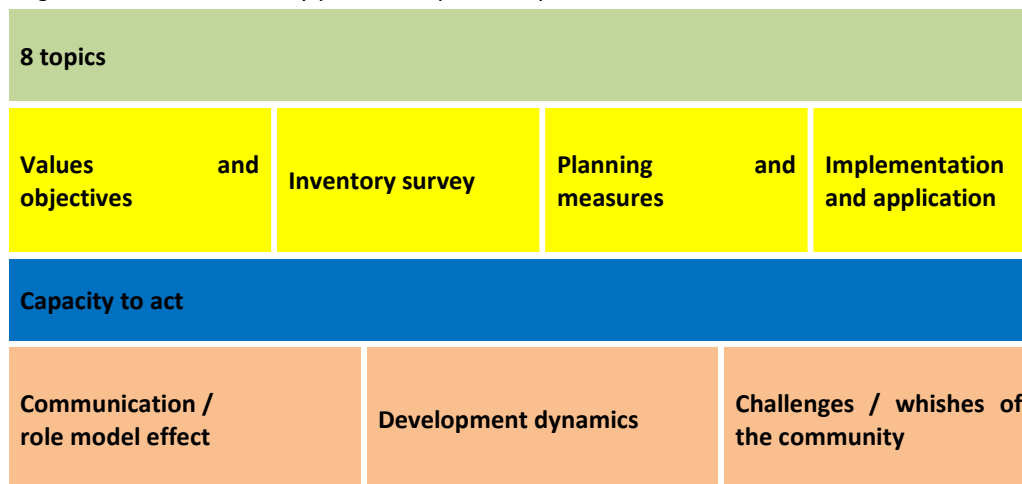 8 topics
Values and
objectives
Inventory survey
Planning and
measures
Implementation
and application
Capacity to act
Communication /
role model effect
Development dynamics
Challenges / whishes of
the community